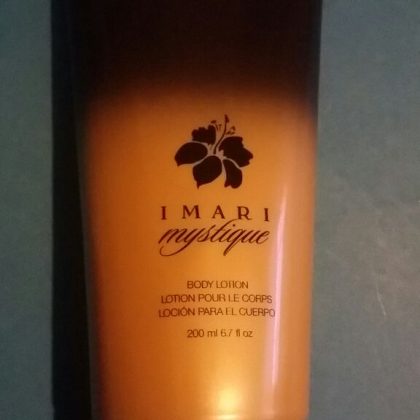 IMARI
mystique
BODY LOTION
LOTION POUR LE CORPS
LOCIÓN PARA EL CUERPO
200 ml 6.7 fl oz